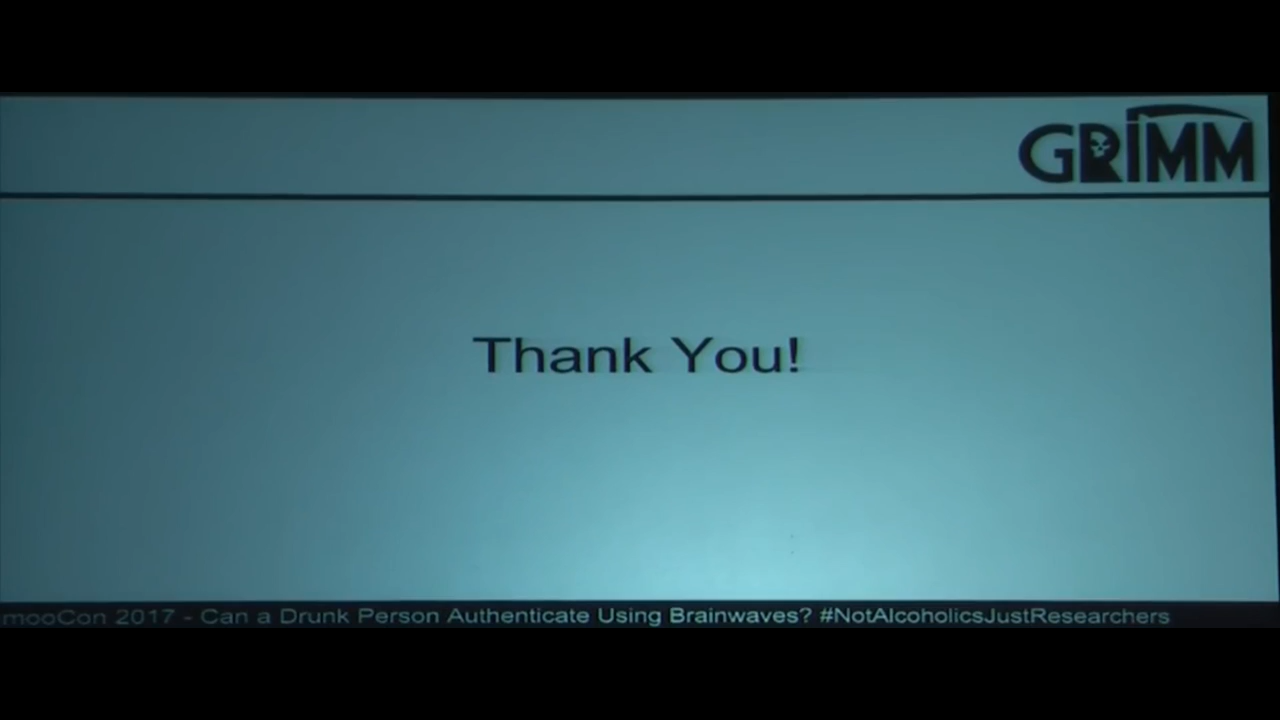 GRIMM
Thank You!
mooCon 2017 - Can a Drunk Person Authenticate Using Brainwaves? #NotAlcoholicsJustResearchers